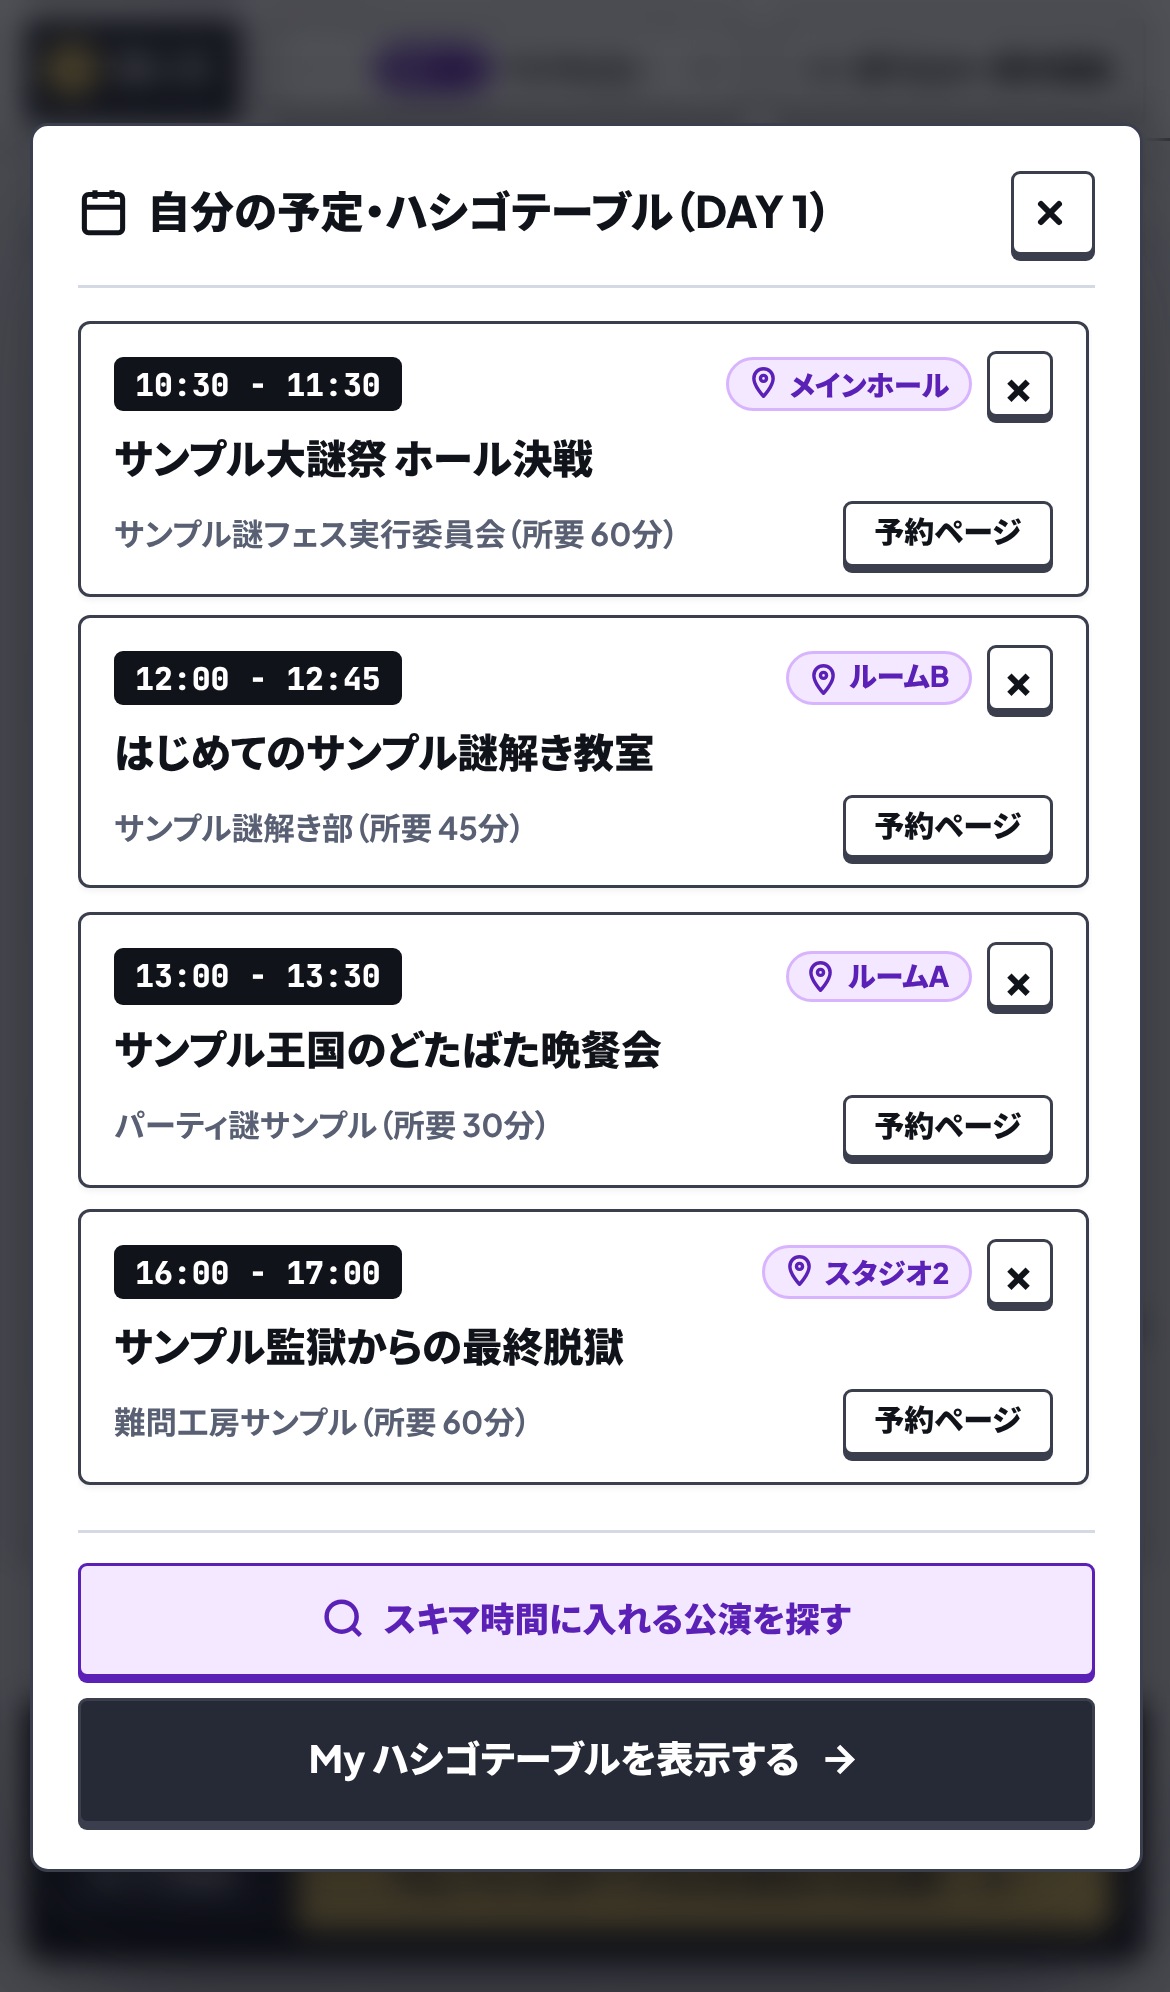 自分の予定・ハシゴテーブル（DAY 1）
10:30 - 11:30
メインホール
サンプル大謎祭 ホール決戦
サンプル謎フェス実行委員会（所要 60分）
予約ページ
12:00 - 12:45
ルームB
はじめてのサンプル謎解き教室
サンプル謎解き部（所要 45分）
予約ページ
13:00 - 13:30
ルームA
サンプル王国のどたばた晩餐会
パーティ謎サンプル（所要 30分）
予約ページ
16:00 - 17:00
スタジオ2
サンプル監獄からの最終脱獄
難問工房サンプル（所要 60分）
予約ページ
スキマ時間に入れる公演を探す
My ハシゴテーブルを表示する →